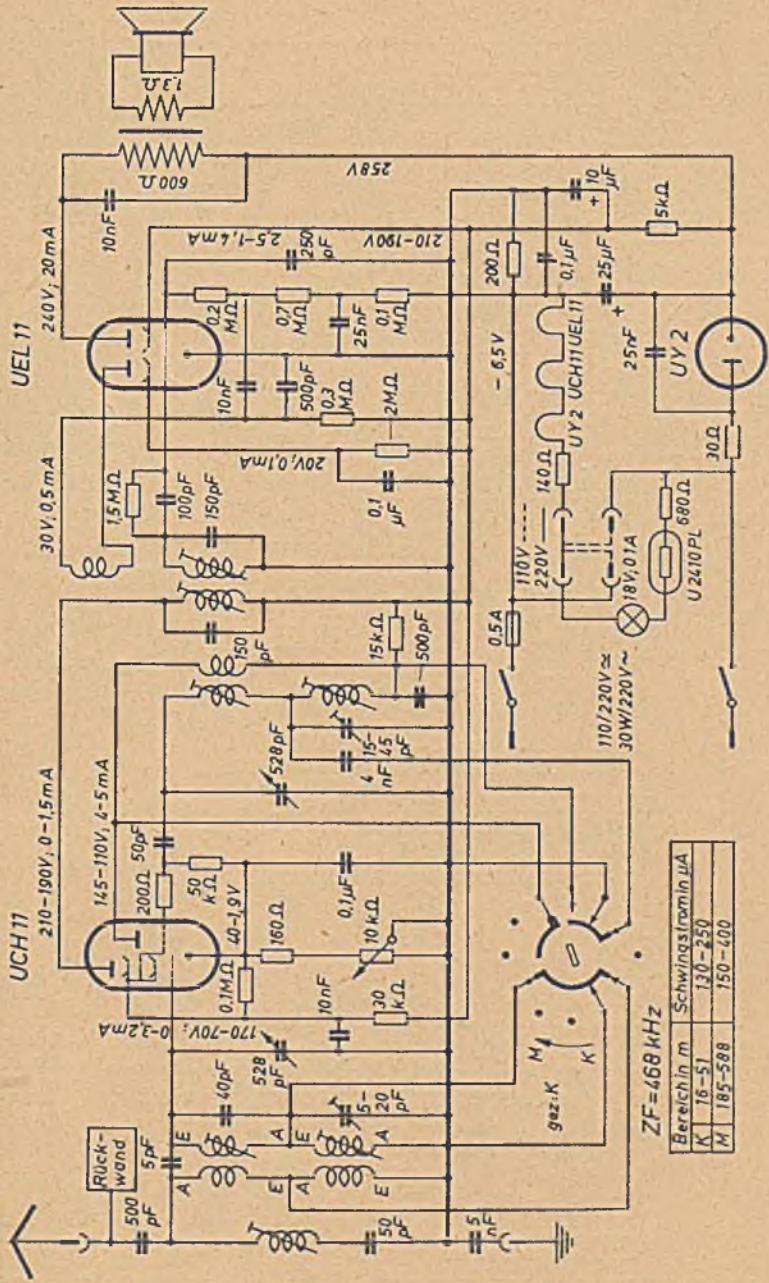 UCH 11
210-190V; 0-1,5mA
145-110V; 4-5mA
UEL 11
240V; 20mA
30V; 0,5mA
600Ω
1,3Ω
10nF
258V
2,5-1,4mA
210-190V
250
pF
0,2
MΩ
0,7
MΩ
0,1
MΩ
25nF
10nF
500pF
0,3
MΩ
2MΩ
20V; 0,1mA
0,1
µF
1,5MΩ
100pF
150pF
150
pF
15kΩ
500pF
528pF
15-
45
pF
4
nF
50pF
200Ω
50
kΩ
40-1,9V
0,1µF
160Ω
10 kΩ
0,1MΩ
10nF
30
kΩ
170-70V; 0-3,2mA
528
pF
40pF
5-
20
pF
Rück-
wand
5pF
500
pF
50
pF
5
nF
A
E
A
E
E
A
E
A
gez:K
M
K
200Ω
0,1µF
10
µF
+
25µF
+
5kΩ
-6,5V
UY2 UCH11 UEL11
140Ω
25nF
UY 2
30Ω
110V
220V
0,5A
18V; 0,1A
680Ω
U2410PL
110/220V≂
30W/220V~
ZF=468 kHz
Bereich in m Schwingstrom in µA
K 16-51 130-250
M 185-588 150-400